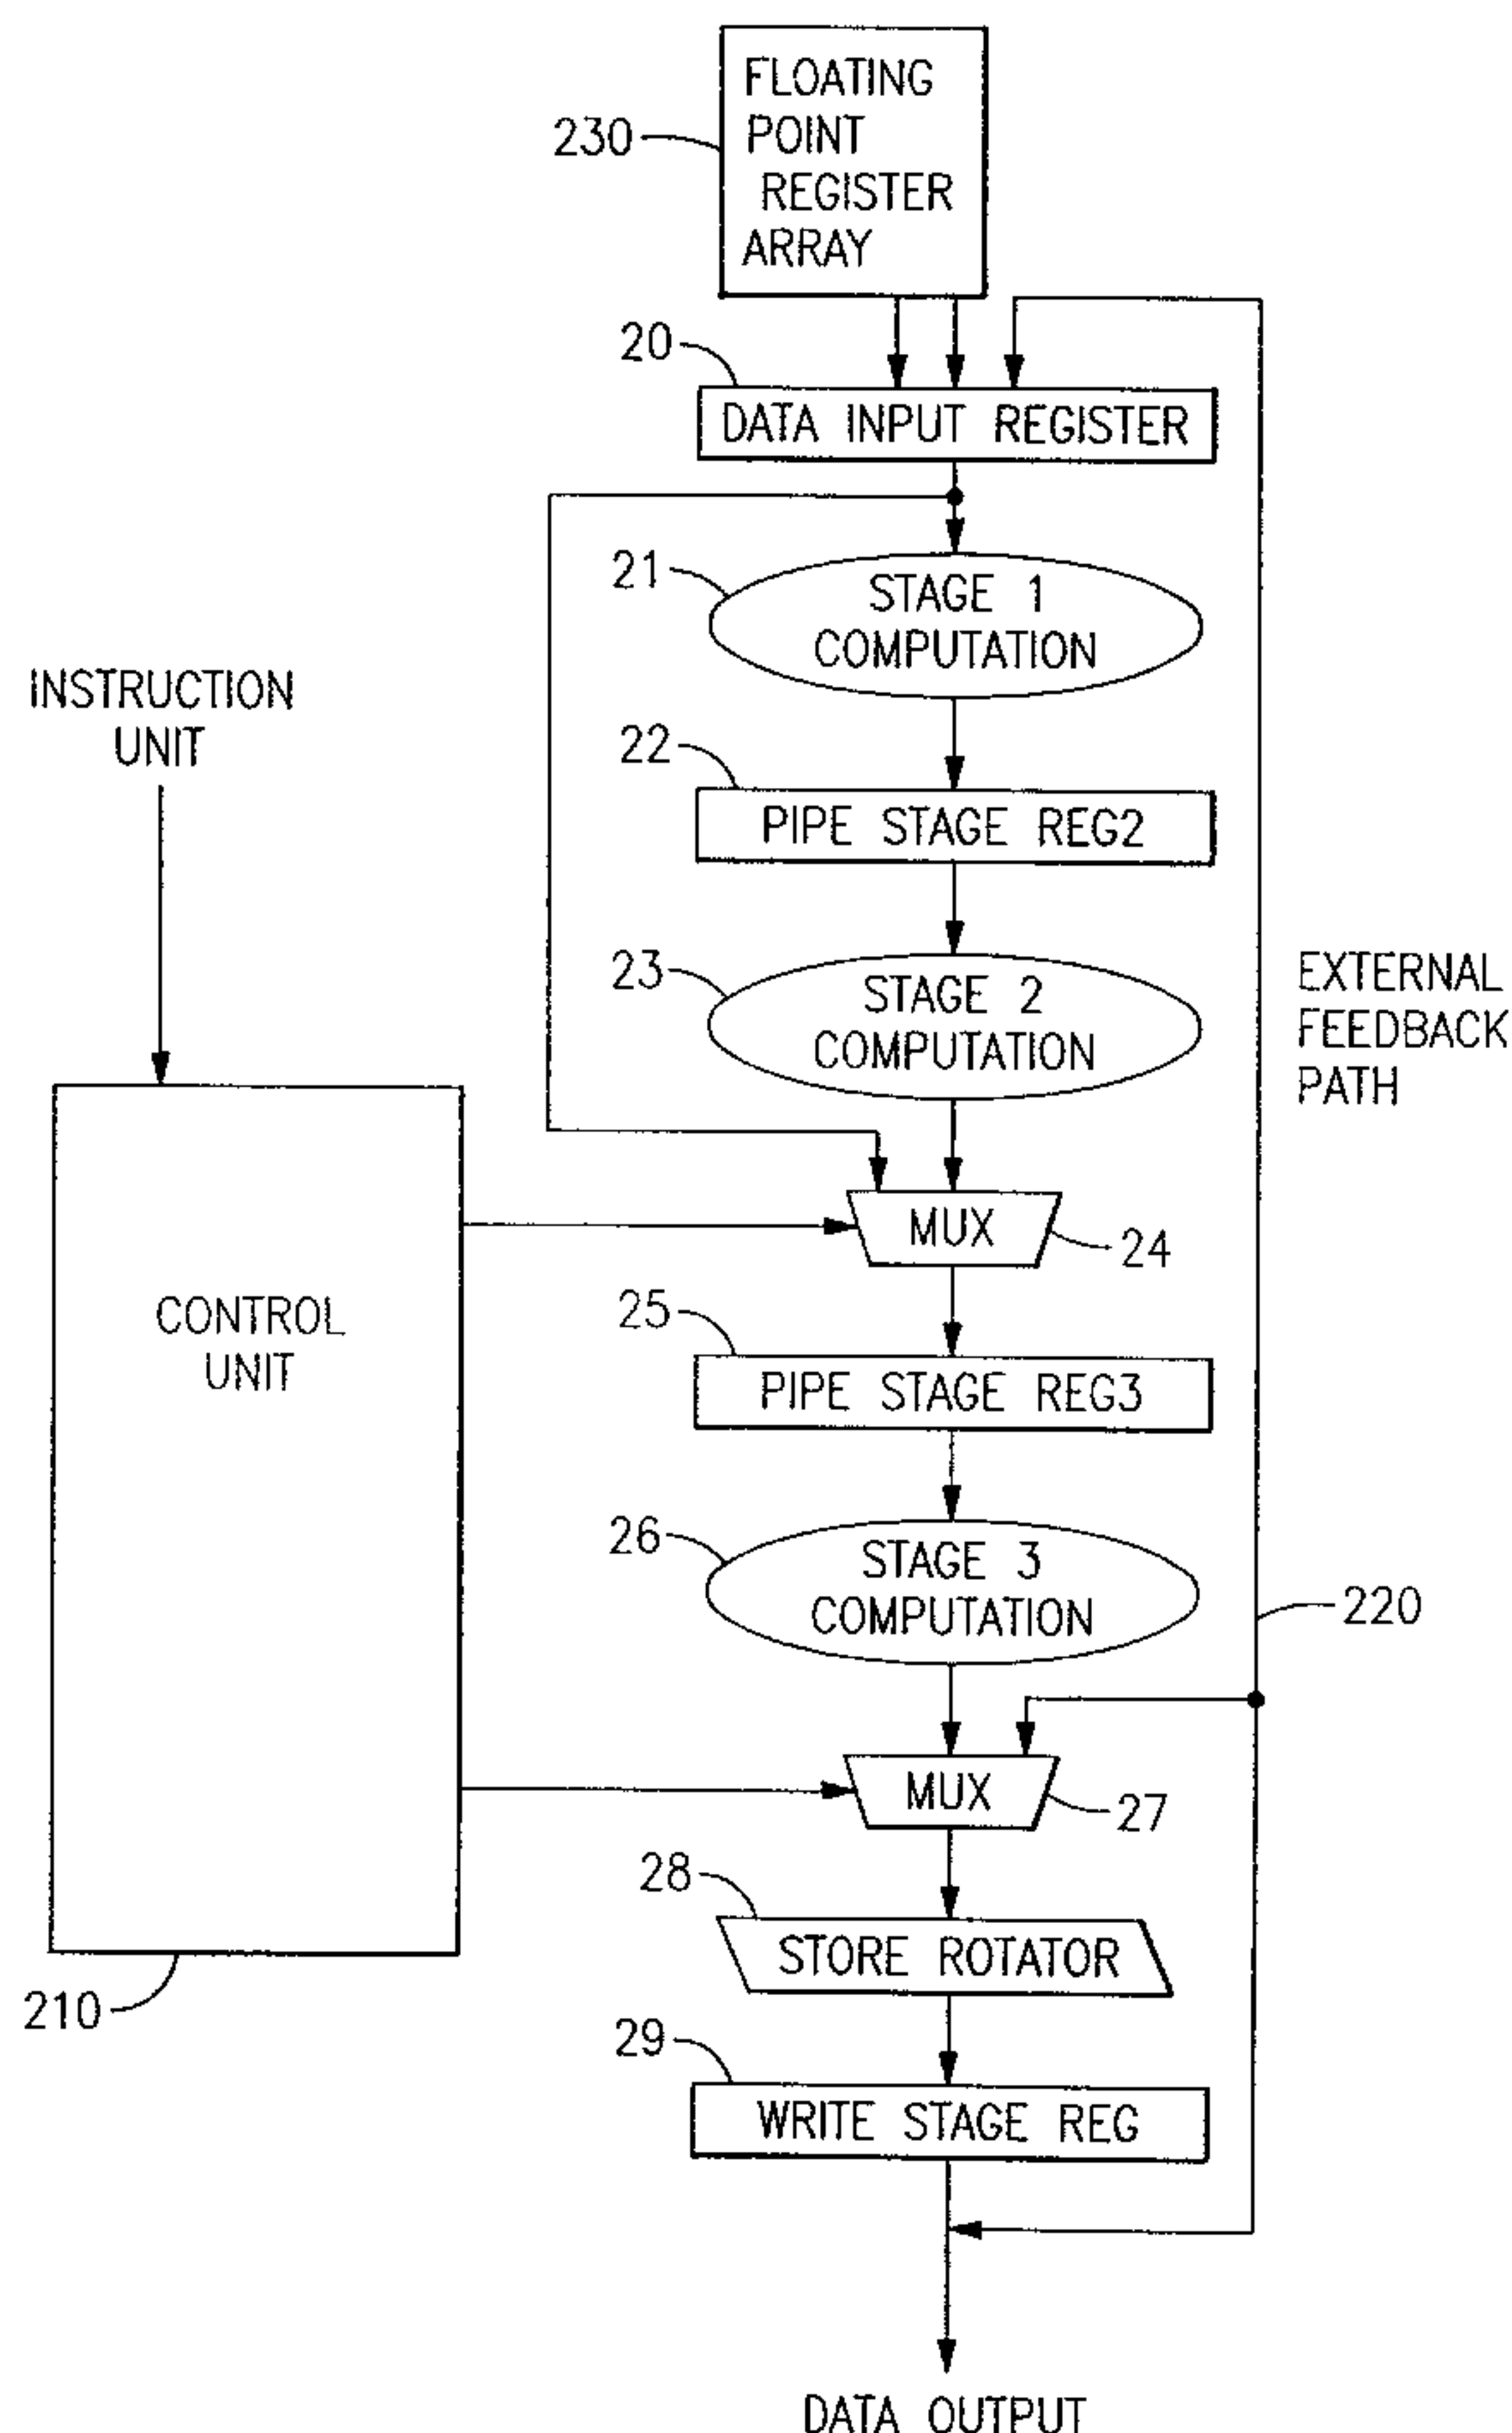 FLOATING
POINT
REGISTER
ARRAY
230
20
DATA INPUT REGISTER
21
STAGE 1
COMPUTATION
INSTRUCTION
UNIT
22
PIPE STAGE REG2
23
STAGE 2
COMPUTATION
EXTERNAL
FEEDBACK
PATH
MUX
24
CONTROL
UNIT
25
PIPE STAGE REG3
26
STAGE 3
COMPUTATION
220
MUX
27
28
STORE ROTATOR
210
29
WRITE STAGE REG
DATA OUTPUT